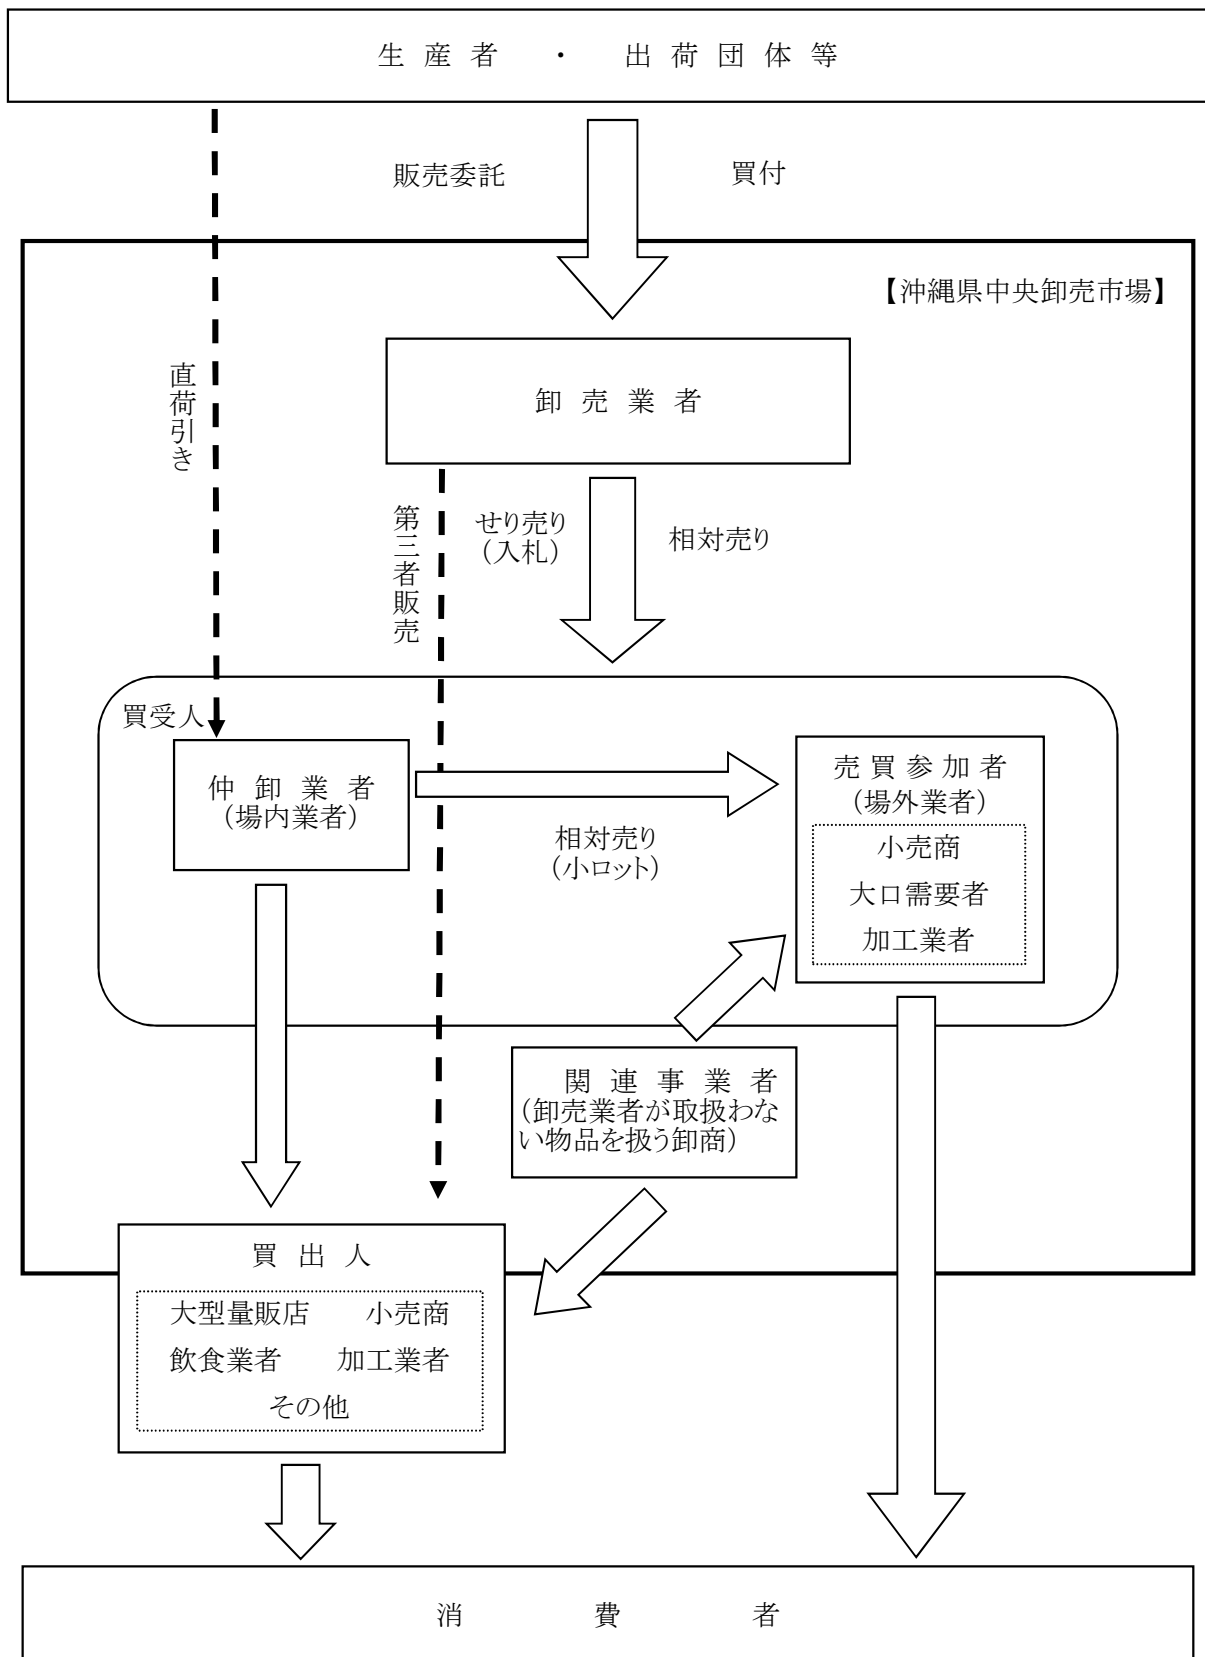 生産者・出荷団体等
販売委託
買付
【沖縄県中央卸売市場】
直荷引き
卸売業者
第三者販売
せり売り
（入札）
相対売り
買受人
仲卸業者
（場内業者）
相対売り
（小ロット）
売買参加者
（場外業者）
小売商
大口需要者
加工業者
関連事業者
（卸売業者が取扱わな
い物品を扱う卸商）
買出人
大型量販店 小売商
飲食業者 加工業者
その他
消費者